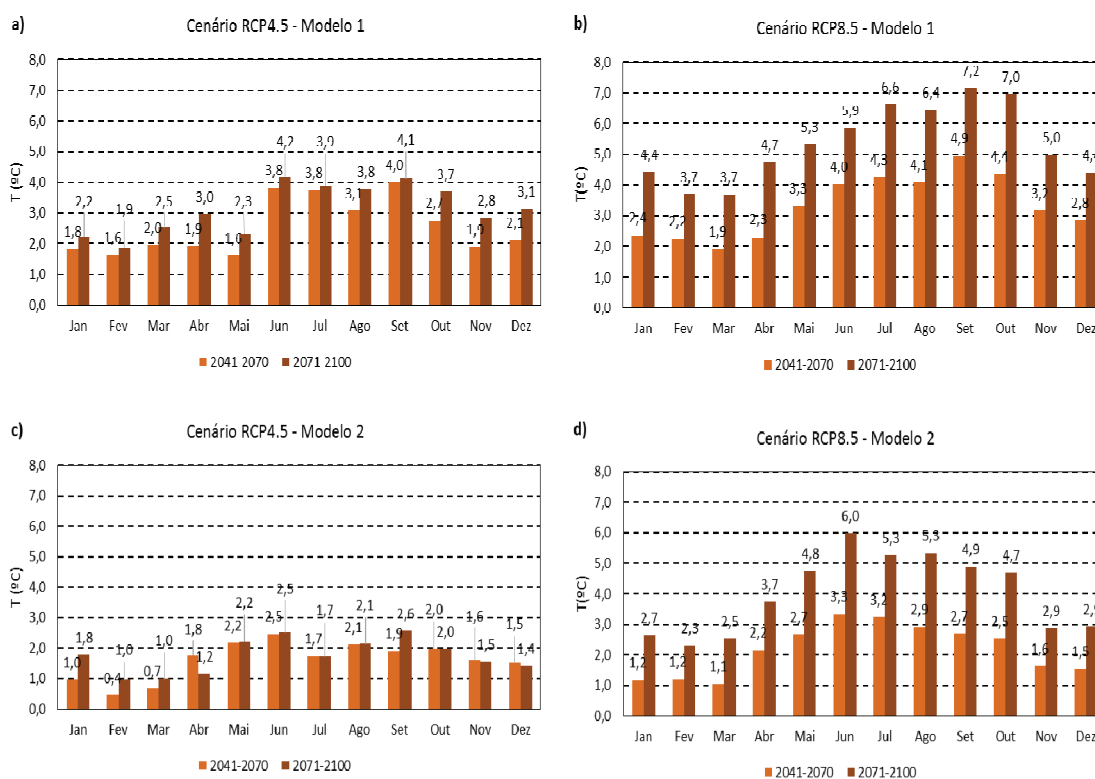 a)
Cenário RCP4.5 - Modelo 1
T (ºC)
8,0
7,0
6,0
5,0
4,0
3,0
2,0
1,0
0,0
1,8 2,2 1,6 1,9 2,0 2,5 1,9 3,0 1,6 2,3 3,8 4,2 3,8 3,9 3,1 3,8 4,0 4,1 2,7 3,7 1,9 2,8 2,1 3,1
Jan Fev Mar Abr Mai Jun Jul Ago Set Out Nov Dez
2041 2070 2071 2100
b)
Cenário RCP8.5 - Modelo 1
T(ºC)
8,0
7,0
6,0
5,0
4,0
3,0
2,0
1,0
0,0
2,4 4,4 2,2 3,7 1,9 3,7 2,3 4,7 3,3 5,3 4,0 5,9 4,3 6,6 4,1 6,4 4,9 7,2 4,4 7,0 3,2 5,0 2,8 4,4
Jan Fev Mar Abr Mai Jun Jul Ago Set Out Nov Dez
2041-2070 2071-2100
c)
Cenário RCP4.5 - Modelo 2
T (ºC)
8,0
7,0
6,0
5,0
4,0
3,0
2,0
1,0
0,0
1,0 1,8 0,4 1,0 0,7 1,0 1,8 1,2 2,2 2,2 2,5 2,5 1,7 1,7 2,1 2,1 1,9 2,6 2,0 2,0 1,6 1,5 1,5 1,4
Jan Fev Mar Abr Mai Jun Jul Ago Set Out Nov Dez
2041-2070 2071-2100
d)
Cenário RCP8.5 - Modelo 2
T(ºC)
8,0
7,0
6,0
5,0
4,0
3,0
2,0
1,0
0,0
1,2 2,7 1,2 2,3 1,1 2,5 2,2 3,7 2,7 4,8 3,3 6,0 3,2 5,3 2,9 5,3 2,7 4,9 2,5 4,7 1,6 2,9 1,5 2,9
Jan Fev Mar Abr Mai Jun Jul Ago Set Out Nov Dez
2041-2070 2071-2100